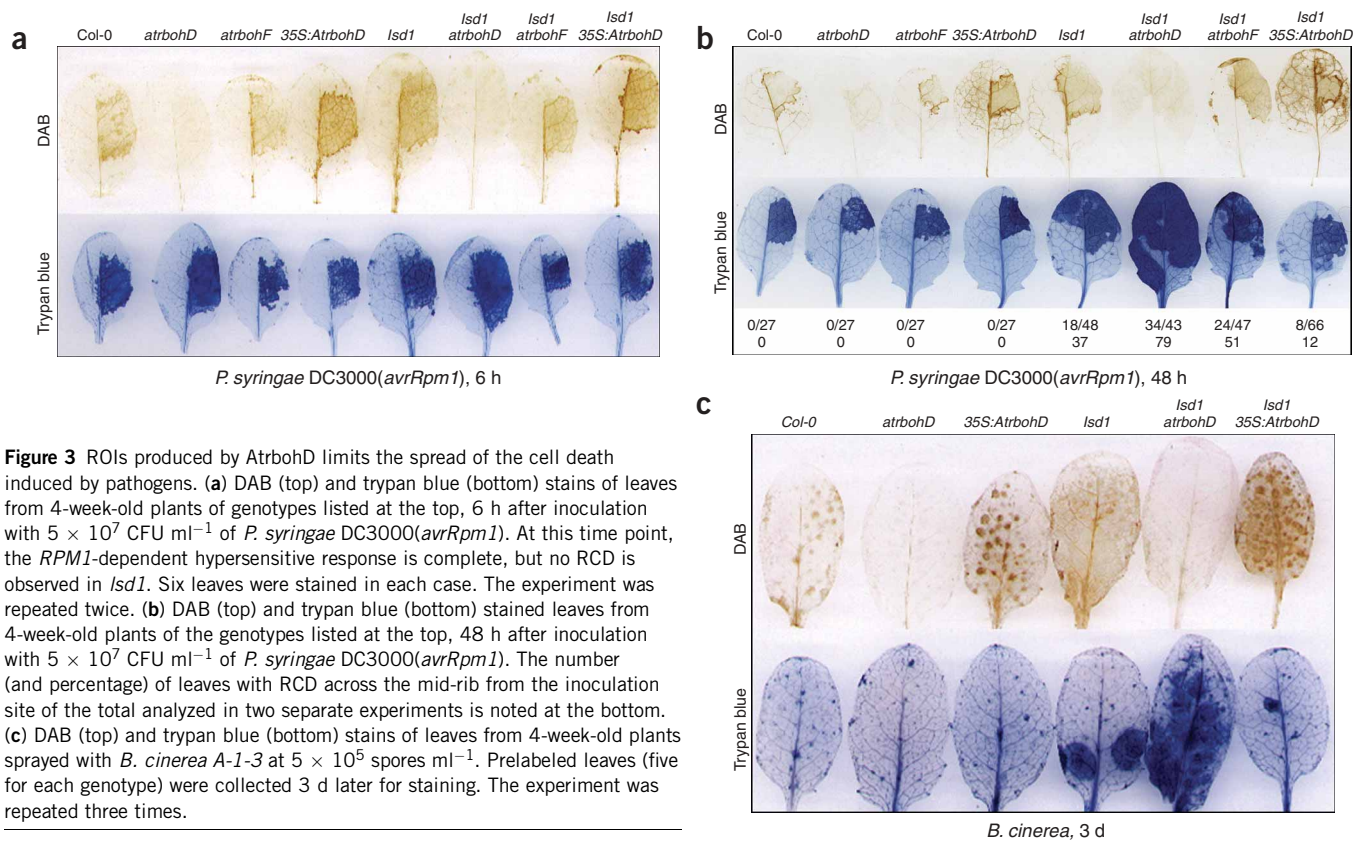 a
Col-0 atrbohD atrbohF 35S:AtrbohD lsd1 lsd1 atrbohD lsd1 atrbohF lsd1 35S:AtrbohD
DAB
Trypan blue
P. syringae DC3000(avrRpm1), 6 h
b
Col-0 atrbohD atrbohF 35S:AtrbohD lsd1 lsd1 atrbohD lsd1 atrbohF lsd1 35S:AtrbohD
DAB
Trypan blue
0/27 0/27 0/27 0/27 18/48 34/43 24/47 8/66
0 0 0 0 37 79 51 12
P. syringae DC3000(avrRpm1), 48 h
c
Col-0 atrbohD 35S:AtrbohD lsd1 lsd1 atrbohD lsd1 35S:AtrbohD
DAB
Trypan blue
B. cinerea, 3 d
Figure 3 ROIs produced by AtrbohD limits the spread of the cell death
induced by pathogens. (a) DAB (top) and trypan blue (bottom) stains of leaves
from 4-week-old plants of genotypes listed at the top, 6 h after inoculation
with 5 × 10⁷ CFU ml⁻¹ of P. syringae DC3000(avrRpm1). At this time point,
the RPM1-dependent hypersensitive response is complete, but no RCD is
observed in lsd1. Six leaves were stained in each case. The experiment was
repeated twice. (b) DAB (top) and trypan blue (bottom) stained leaves from
4-week-old plants of the genotypes listed at the top, 48 h after inoculation
with 5 × 10⁷ CFU ml⁻¹ of P. syringae DC3000(avrRpm1). The number
(and percentage) of leaves with RCD across the mid-rib from the inoculation
site of the total analyzed in two separate experiments is noted at the bottom.
(c) DAB (top) and trypan blue (bottom) stains of leaves from 4-week-old plants
sprayed with B. cinerea A-1-3 at 5 × 10⁵ spores ml⁻¹. Prelabeled leaves (five
for each genotype) were collected 3 d later for staining. The experiment was
repeated three times.